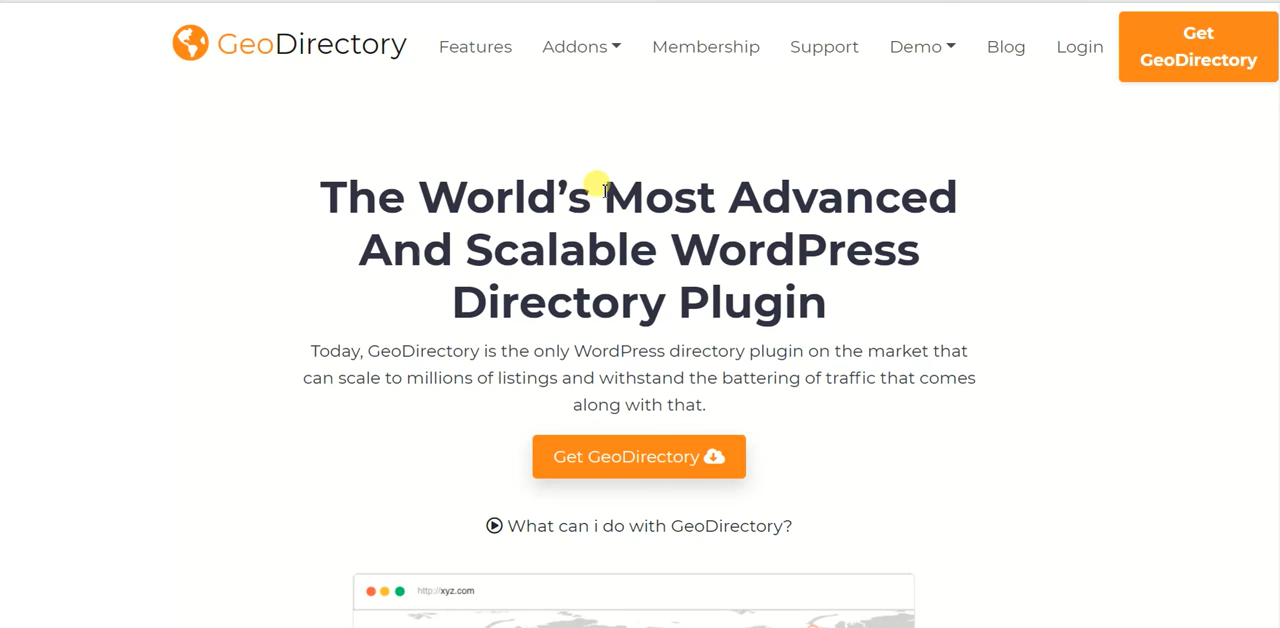 GeoDirectory Features Addons Membership Support Demo Blog Login
Get
GeoDirectory
The World's Most Advanced
And Scalable WordPress
Directory Plugin
Today, GeoDirectory is the only WordPress directory plugin on the market that
can scale to millions of listings and withstand the battering of traffic that comes
along with that.
Get GeoDirectory
What can i do with GeoDirectory?
http://xyz.com